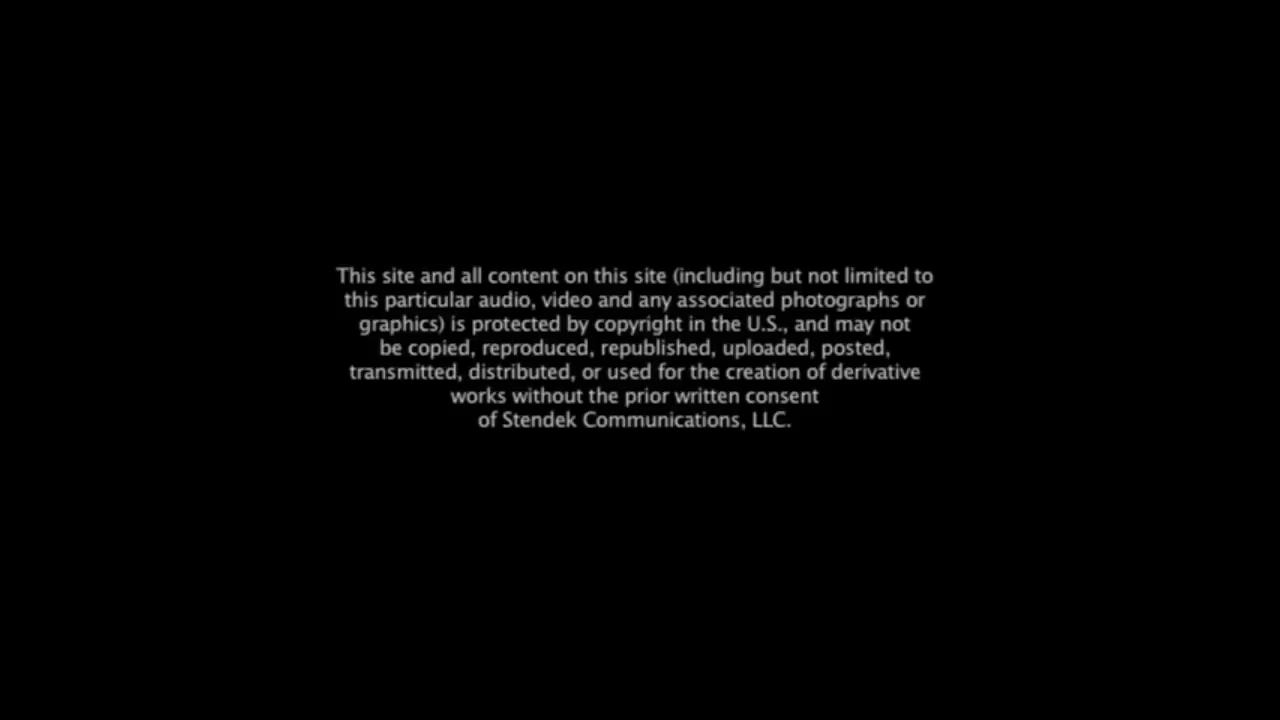 This site and all content on this site (including but not limited to
this particular audio, video and any associated photographs or
graphics) is protected by copyright in the U.S., and may not
be copied, reproduced, republished, uploaded, posted,
transmitted, distributed, or used for the creation of derivative
works without the prior written consent
of Stendek Communications, LLC.